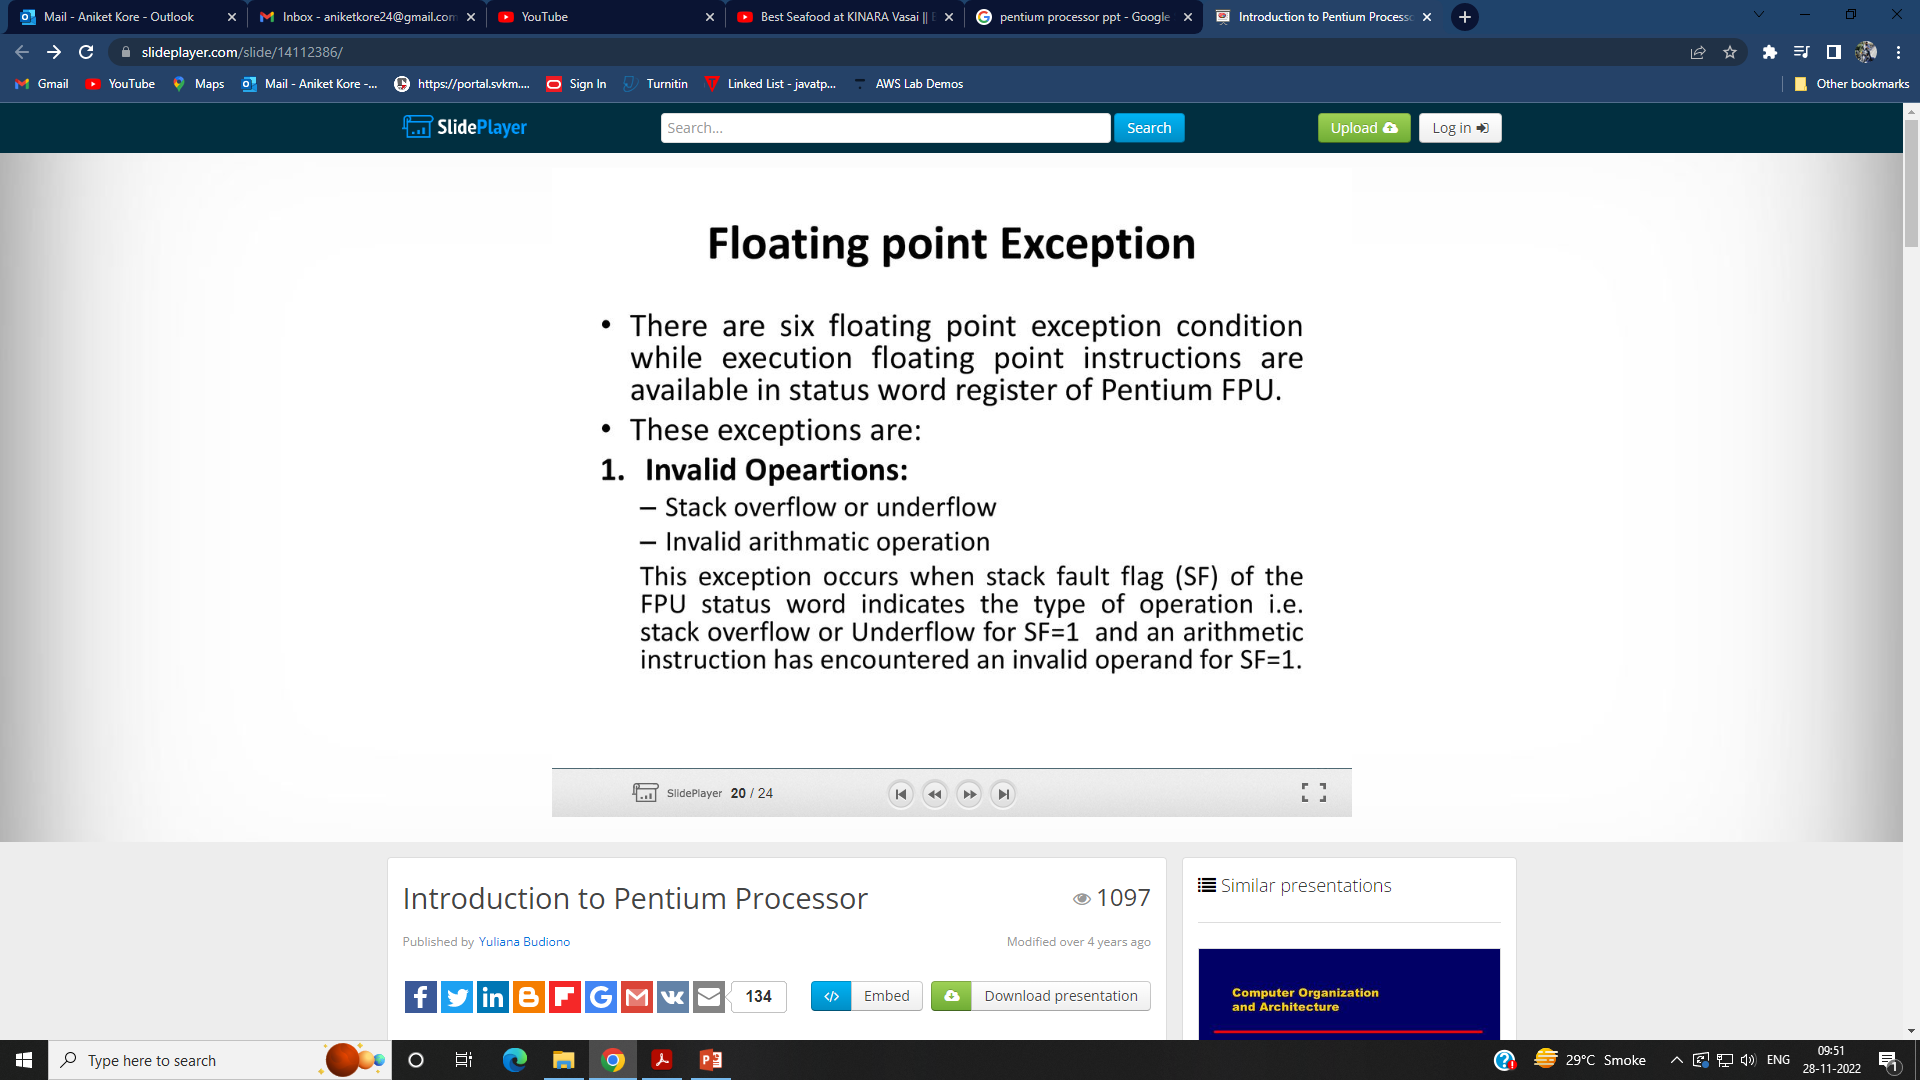 Mail - Aniket Kore - Outlook
Inbox - aniketkore24@gmail.com
YouTube
Best Seafood at KINARA Vasai ||
pentium processor ppt - Google
Introduction to Pentium Process
slideplayer.com/slide/14112386/
Gmail
YouTube
Maps
Mail - Aniket Kore -...
https://portal.svkm....
Sign In
Turnitin
Linked List - javatp...
AWS Lab Demos
Other bookmarks
SlidePlayer
Search...
Search
Upload
Log in
Floating point Exception
• There are six floating point exception condition
while execution floating point instructions are
available in status word register of Pentium FPU.
• These exceptions are:
1. Invalid Opeartions:
– Stack overflow or underflow
– Invalid arithmatic operation
This exception occurs when stack fault flag (SF) of the
FPU status word indicates the type of operation i.e.
stack overflow or Underflow for SF=1 and an arithmetic
instruction has encountered an invalid operand for SF=1.
SlidePlayer 20 / 24
Introduction to Pentium Processor
1097
Published by Yuliana Budiono
Modified over 4 years ago
134
Embed
Download presentation
Similar presentations
Computer Organization
and Architecture
Type here to search
29°C Smoke
ENG
09:51
28-11-2022
1